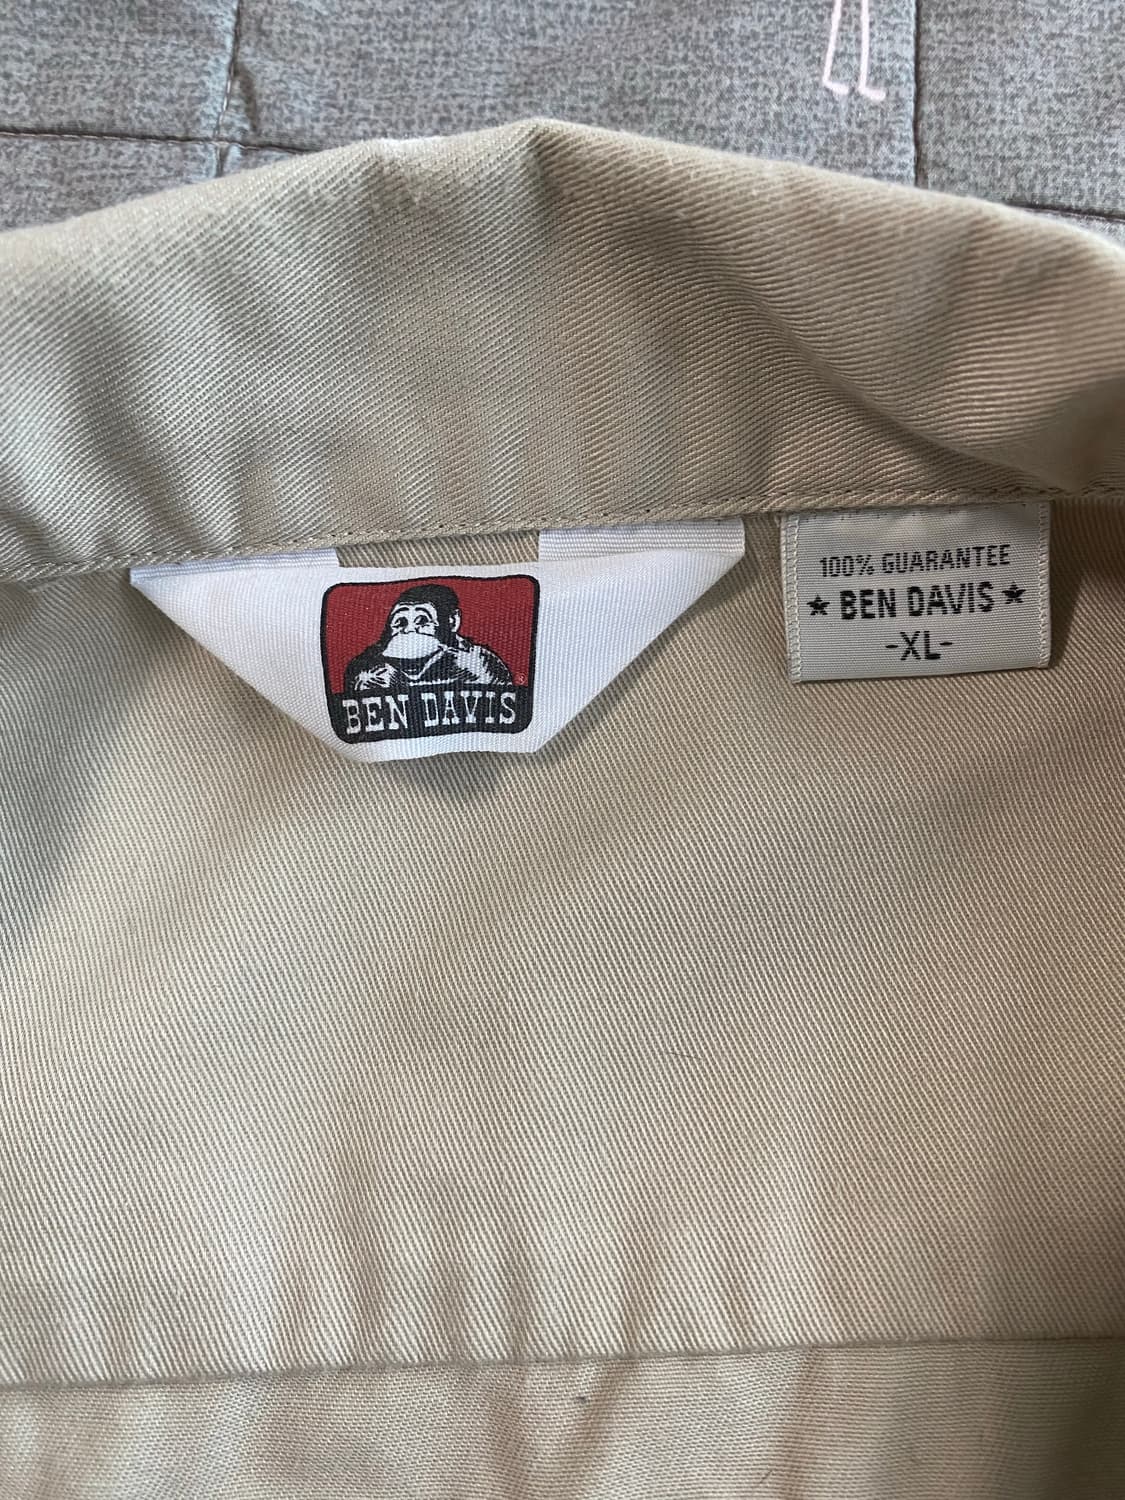 BEN DAVIS
®
100% GUARANTEE
★ BEN DAVIS ★
-XL-